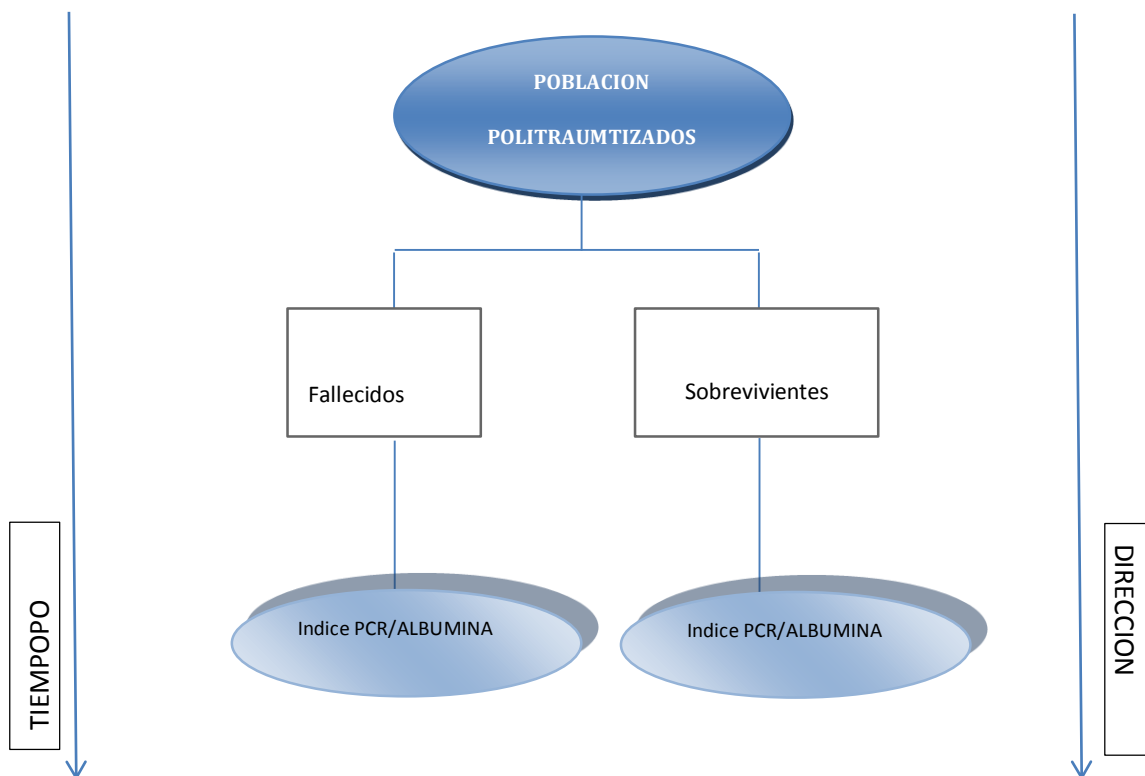 POBLACION
POLITRAUMTIZADOS
Fallecidos
Sobrevivientes
Indice PCR/ALBUMINA
Indice PCR/ALBUMINA
TIEMPOPO
DIRECCION